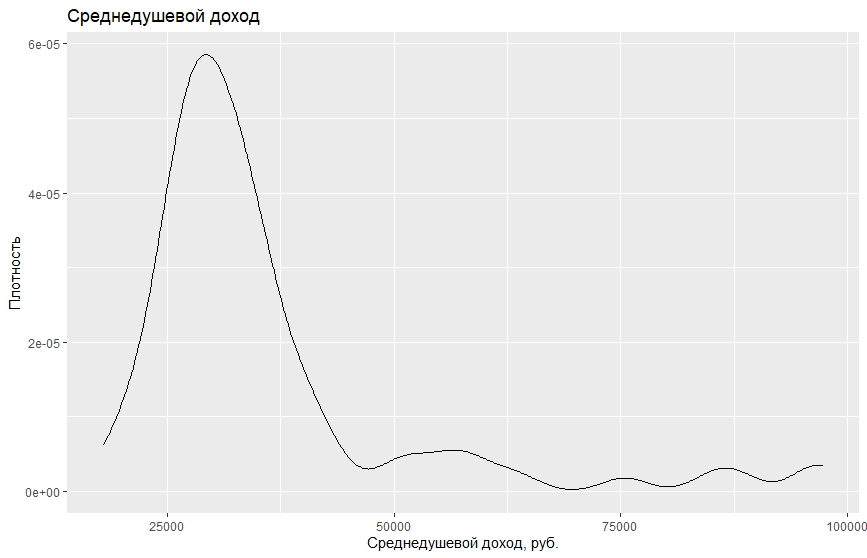 Среднедушевой доход
6e-05
4e-05
2e-05
0e+00
Плотность
25000
50000
75000
100000
Среднедушевой доход, руб.